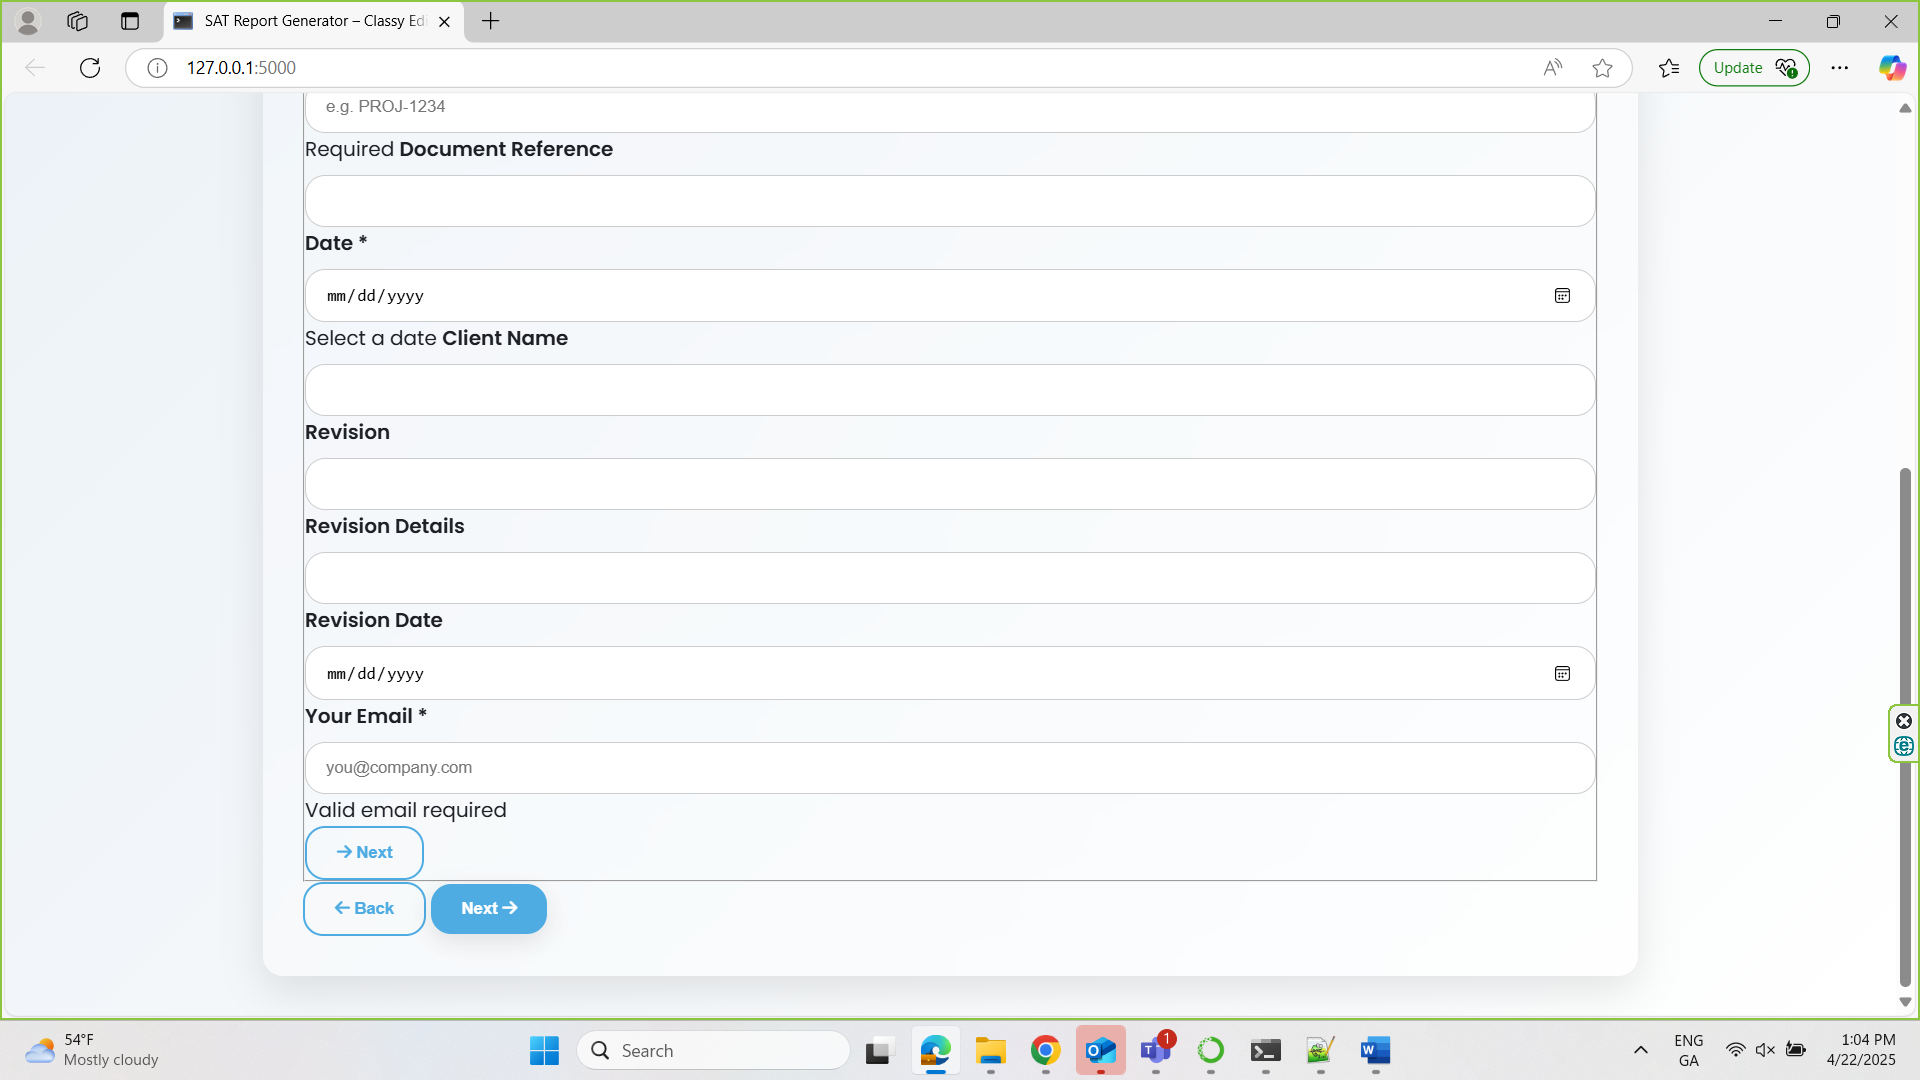 SAT Report Generator – Classy Edi
127.0.0.1:5000
Update
e.g. PROJ-1234
Required Document Reference
Date *
mm/dd/yyyy
Select a date Client Name
Revision
Revision Details
Revision Date
mm/dd/yyyy
Your Email *
you@company.com
Valid email required
→ Next
← Back
Next →
54°F
Mostly cloudy
Search
1
ENG
GA
1:04 PM
4/22/2025